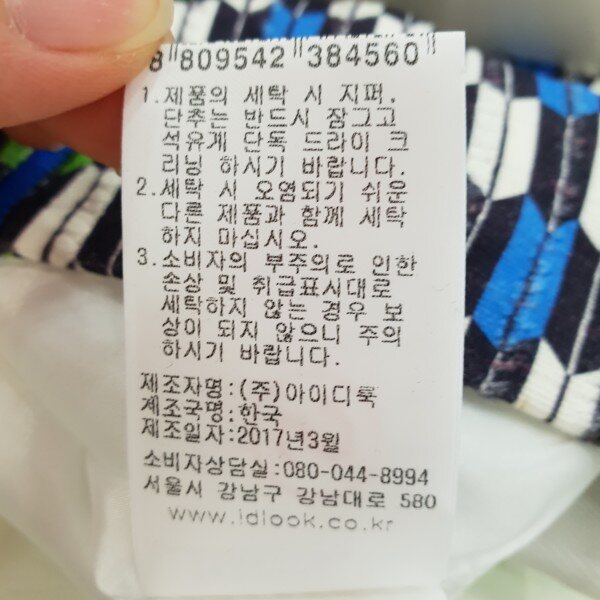 8 809542 384560
1.제품의 세탁 시 지퍼,
단추는 반드시 잠그고
석유계 단독 드라이 크
리닝 하시기 바랍니다.
2.세탁 시 오염되기 쉬운
다른 제품과 함께 세탁
하지 마십시오.
3.소비자의 부주의로 인한
손상 및 취급표시대로
세탁하지 않는 경우 보
상이 되지 않으니 주의
하시기 바랍니다.
제조자명:(주)아이디룩
제조국명:한국
제조일자:2017년3월
소비자상담실:080-044-8994
서울시 강남구 강남대로 580
www.idlook.co.kr